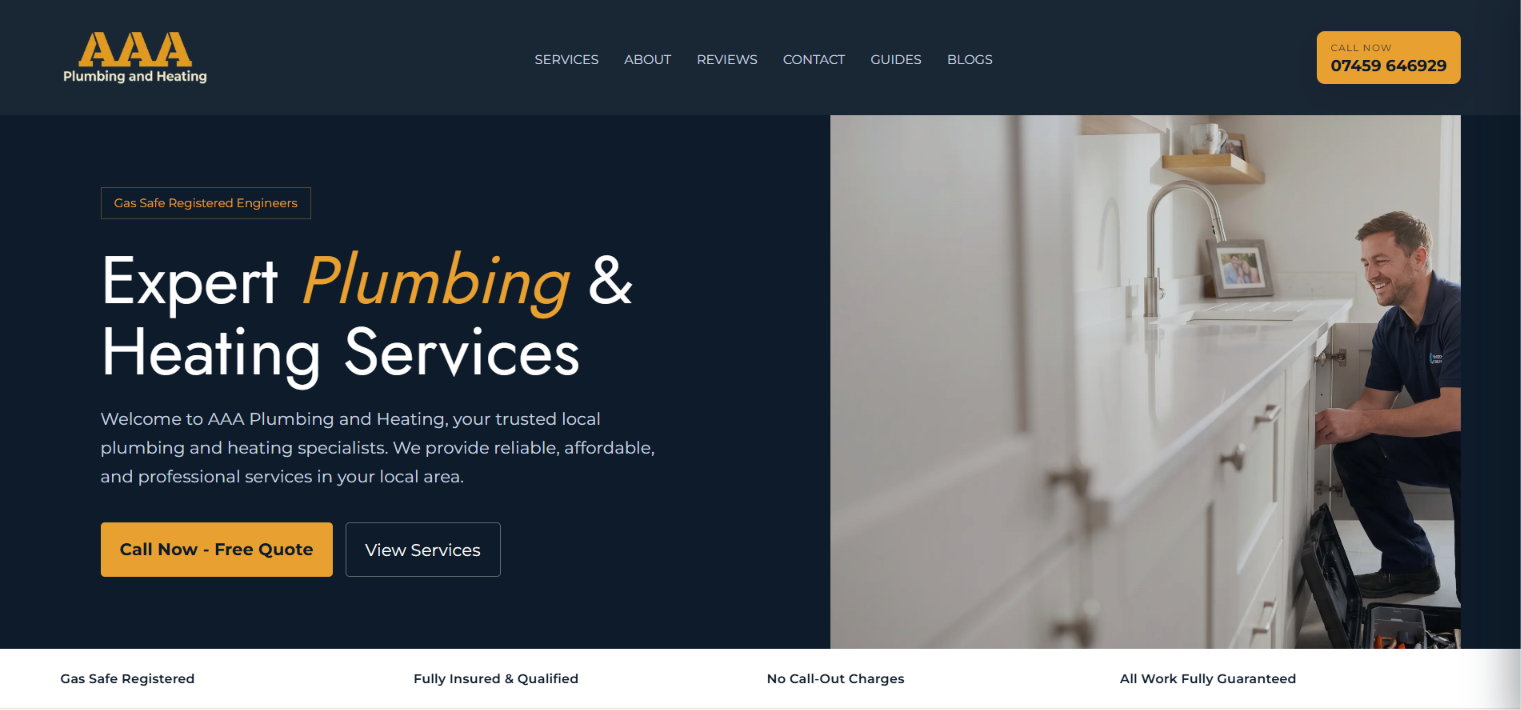 AAA
Plumbing and Heating
SERVICES
ABOUT
REVIEWS
CONTACT
GUIDES
BLOGS
CALL NOW
07459 646929
Gas Safe Registered Engineers
Expert Plumbing &
Heating Services
Welcome to AAA Plumbing and Heating, your trusted local
plumbing and heating specialists. We provide reliable, affordable,
and professional services in your local area.
Call Now - Free Quote
View Services
Gas Safe Registered
Fully Insured & Qualified
No Call-Out Charges
All Work Fully Guaranteed